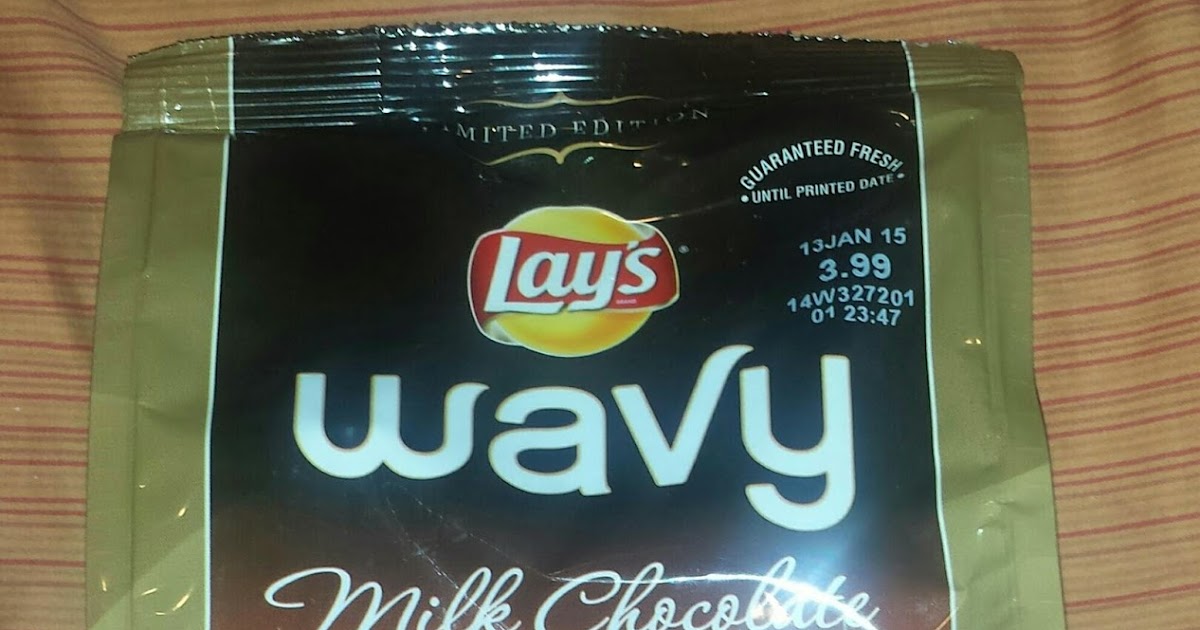 LIMITED EDITION
GUARANTEED FRESH
• UNTIL PRINTED DATE •
13JAN 15
3.99
14W327201
01 23:47
Lay's
wavy
Milk Chocolate